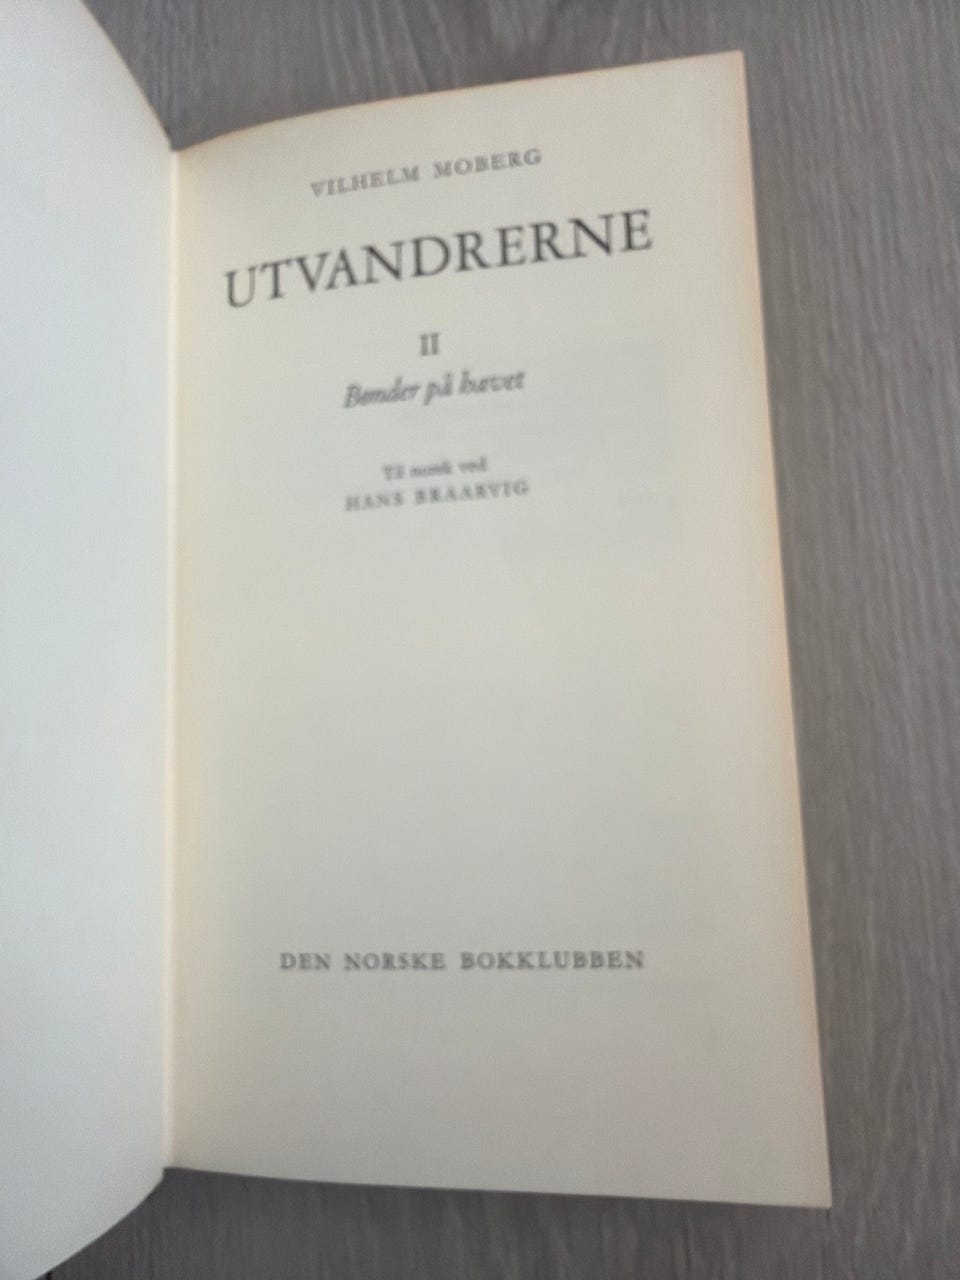 VILHELM MOBERG
UTVANDRERNE
II
Bønder på havet
Til norsk ved
HANS BRAARVIG
DEN NORSKE BOKKLUBBEN